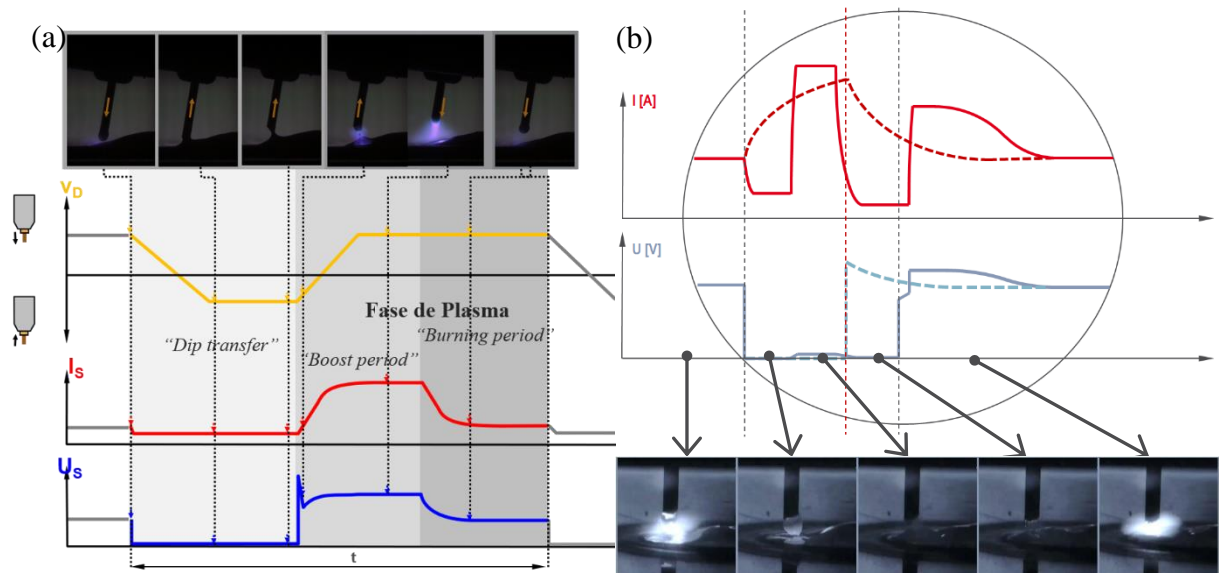 (a)
(b)
v_D
I [A]
U [V]
Fase de Plasma
“Dip transfer”
“Boost period”
“Burning period”
I_S
U_S
t